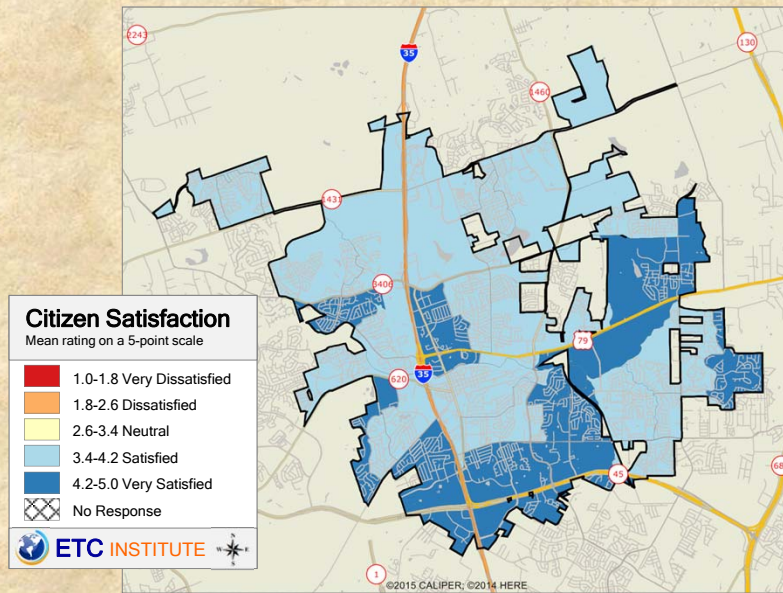 2243
35
130
1460
1431
3406
79
620
35
45
68
1
Citizen Satisfaction
Mean rating on a 5-point scale
1.0-1.8 Very Dissatisfied
1.8-2.6 Dissatisfied
2.6-3.4 Neutral
3.4-4.2 Satisfied
4.2-5.0 Very Satisfied
No Response
ETC INSTITUTE
N
W E
S
©2015 CALIPER; ©2014 HERE